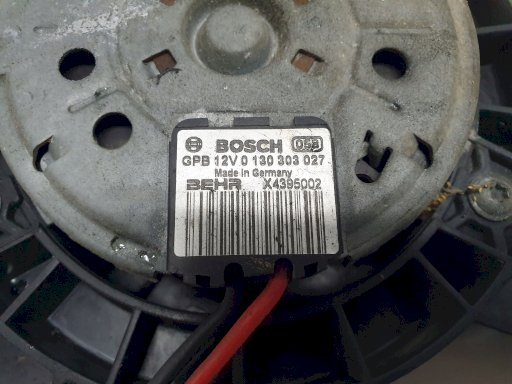 BOSCH
GPB 12V 0 130 303 027
Made in Germany
BEHR X4395002